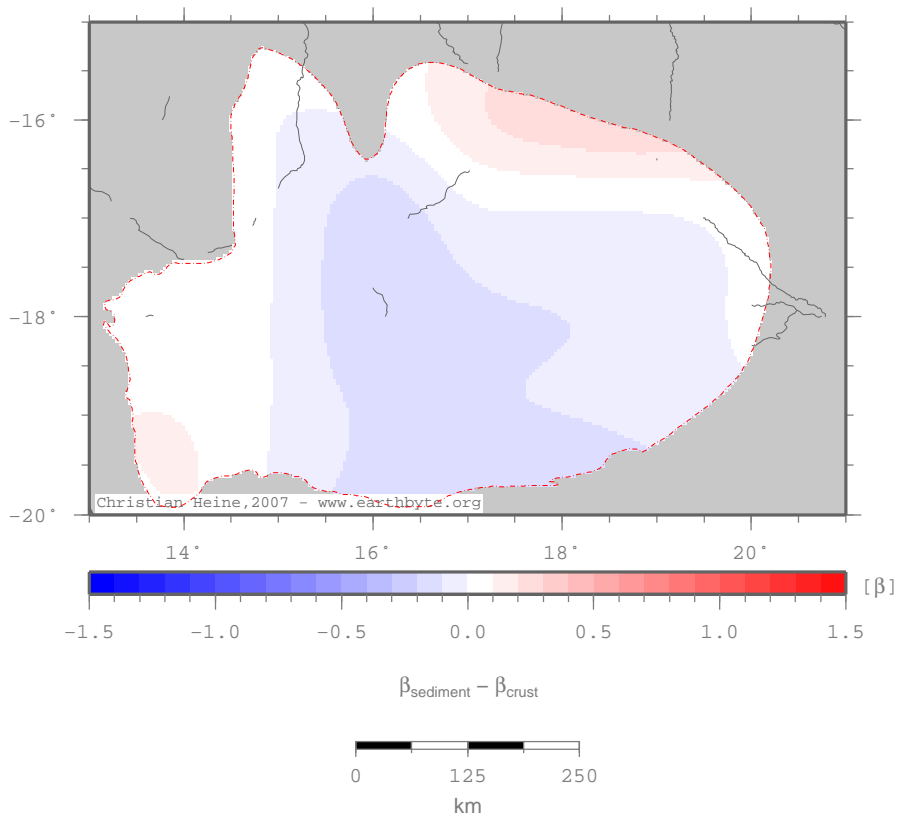 −16°
−18°
−20°
Christian Heine,2007 − www.earthbyte.org
14° 16° 18° 20°
[β]
−1.5 −1.0 −0.5 0.0 0.5 1.0 1.5
βsediment − βcrust
0 125 250
km